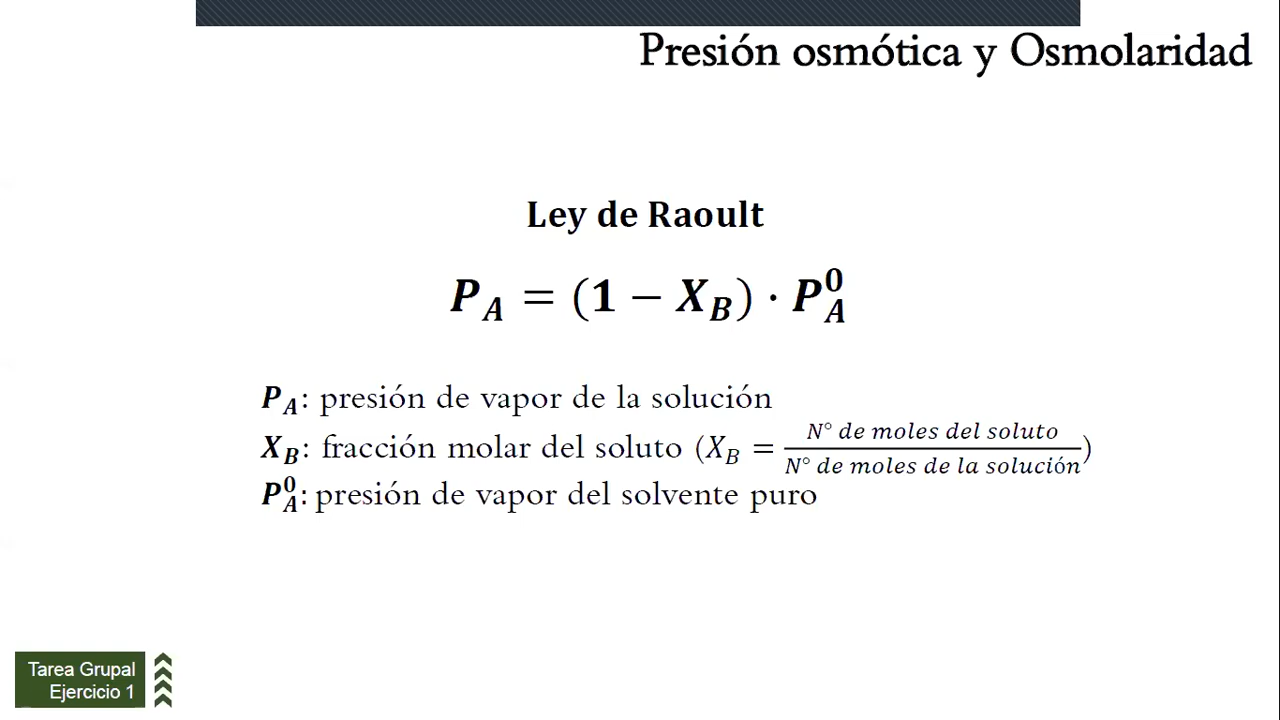 Presión osmótica y Osmolaridad
Ley de Raoult
P_A = (1 − X_B) · P_A^0
P_A: presión de vapor de la solución
X_B: fracción molar del soluto (X_B = N° de moles del soluto / N° de moles de la solución)
P_A^0: presión de vapor del solvente puro
Tarea Grupal
Ejercicio 1